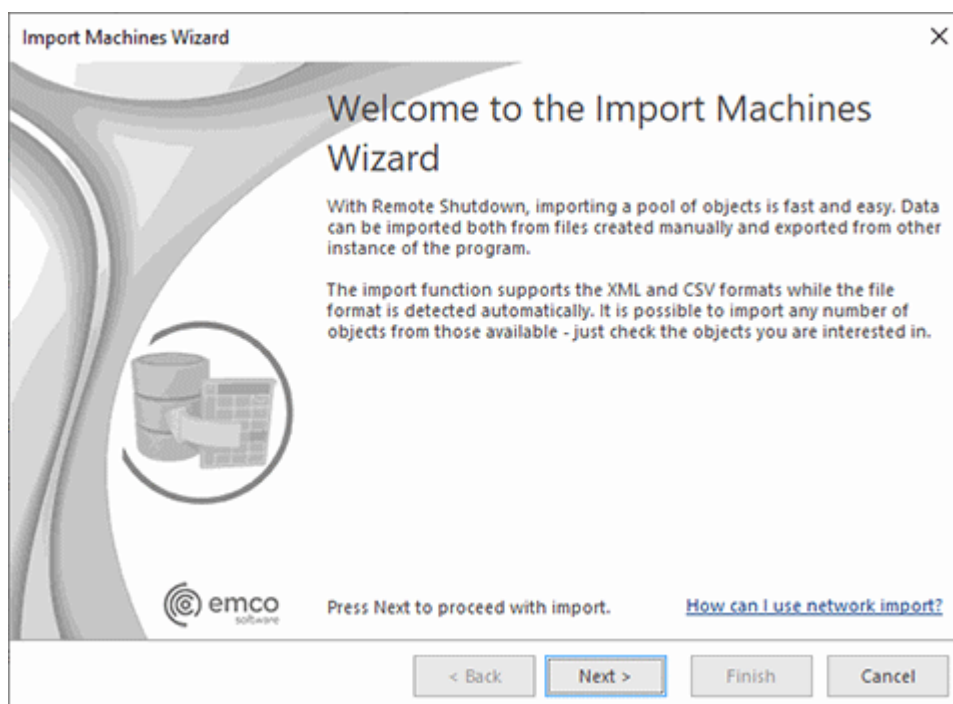 Import Machines Wizard
Welcome to the Import Machines
Wizard
With Remote Shutdown, importing a pool of objects is fast and easy. Data
can be imported both from files created manually and exported from other
instance of the program.
The import function supports the XML and CSV formats while the file
format is detected automatically. It is possible to import any number of
objects from those available - just check the objects you are interested in.
emco
software
Press Next to proceed with import.
How can I use network import?
< Back
Next >
Finish
Cancel